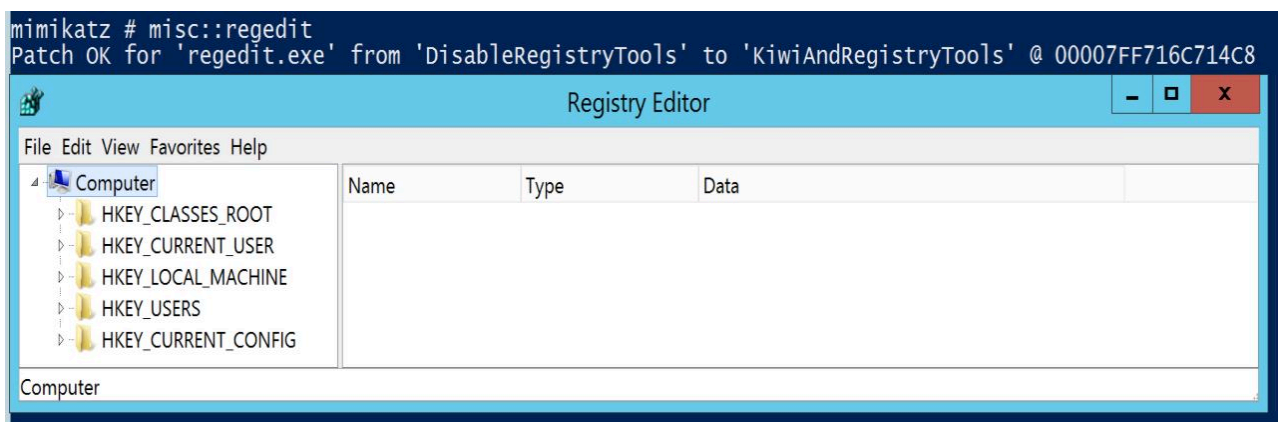 mimikatz # misc::regedit
Patch OK for 'regedit.exe' from 'DisableRegistryTools' to 'KiwiAndRegistryTools' @ 00007FF716C714C8
Registry Editor
File Edit View Favorites Help
Computer
Name Type Data
HKEY_CLASSES_ROOT
HKEY_CURRENT_USER
HKEY_LOCAL_MACHINE
HKEY_USERS
HKEY_CURRENT_CONFIG
Computer